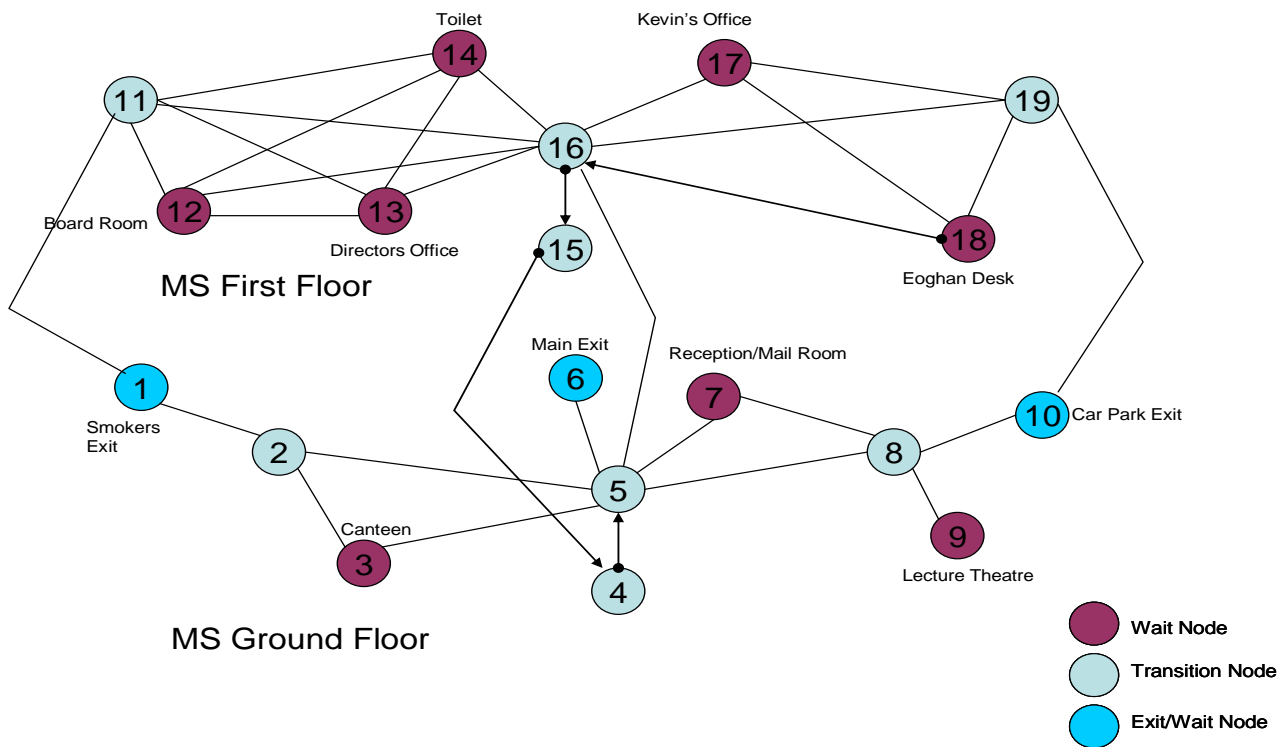 Toilet
Kevin's Office
14
17
11
19
16
12
13
Board Room
Directors Office
15
18
Eoghan Desk
MS First Floor
Main Exit
Reception/Mail Room
6
1
7
10
Car Park Exit
Smokers
Exit
2
8
5
Canteen
3
9
Lecture Theatre
4
MS Ground Floor
Wait Node
Transition Node
Exit/Wait Node